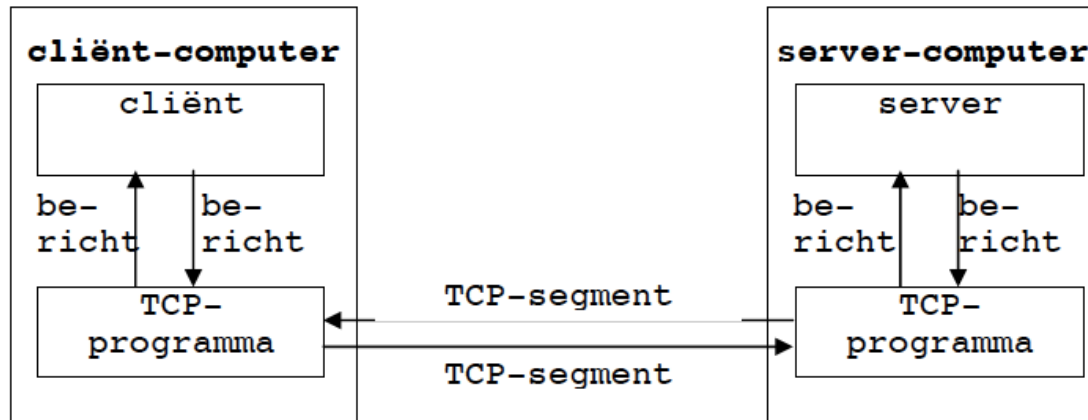 cliënt-computer
cliënt
be-
richt
be-
richt
TCP-
programma
TCP-segment
TCP-segment
server-computer
server
be-
richt
be-
richt
TCP-
programma